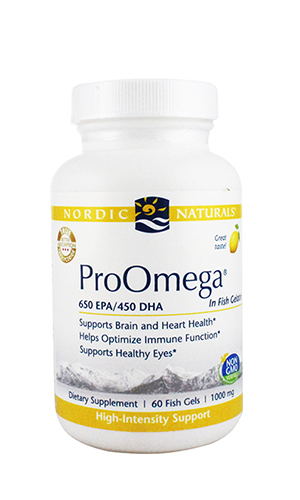 NORDIC NATURALS®
Great
taste!
ProOmega®
650 EPA/450 DHA
In Fish
Supports Brain and Heart Health*
Helps Optimize Immune Function*
Supports Healthy Eyes*
NON
GMO
Dietary Supplement | 60 Fish Gels | 1000 mg
High-Intensity Support